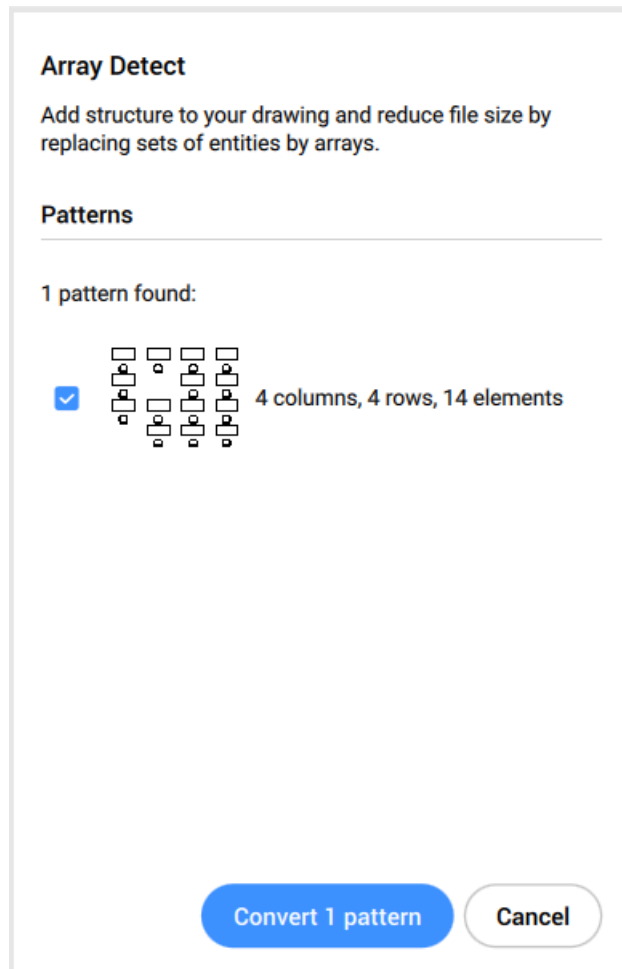 Array Detect
Add structure to your drawing and reduce file size by
replacing sets of entities by arrays.
Patterns
1 pattern found:
4 columns, 4 rows, 14 elements
Convert 1 pattern
Cancel